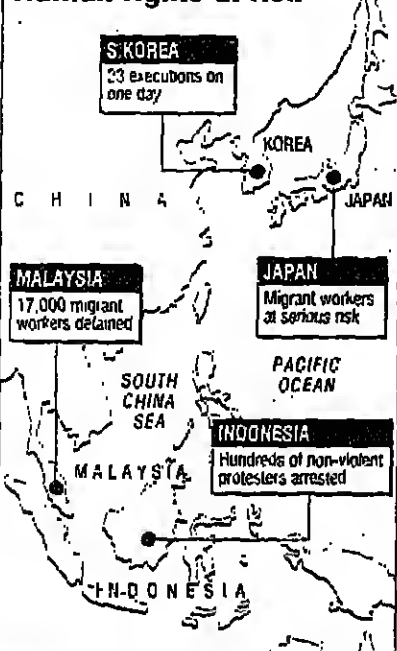 Human rights at risk
S KOREA
23 executions on
one day
KOREA
CHINA
JAPAN
MALAYSIA
17,000 migrant
workers detained
JAPAN
Migrant workers
at serious risk
SOUTH
CHINA
SEA
PACIFIC
OCEAN
INDONESIA
Hundreds of non-violent
protesters arrested
MALAYSIA
INDONESIA